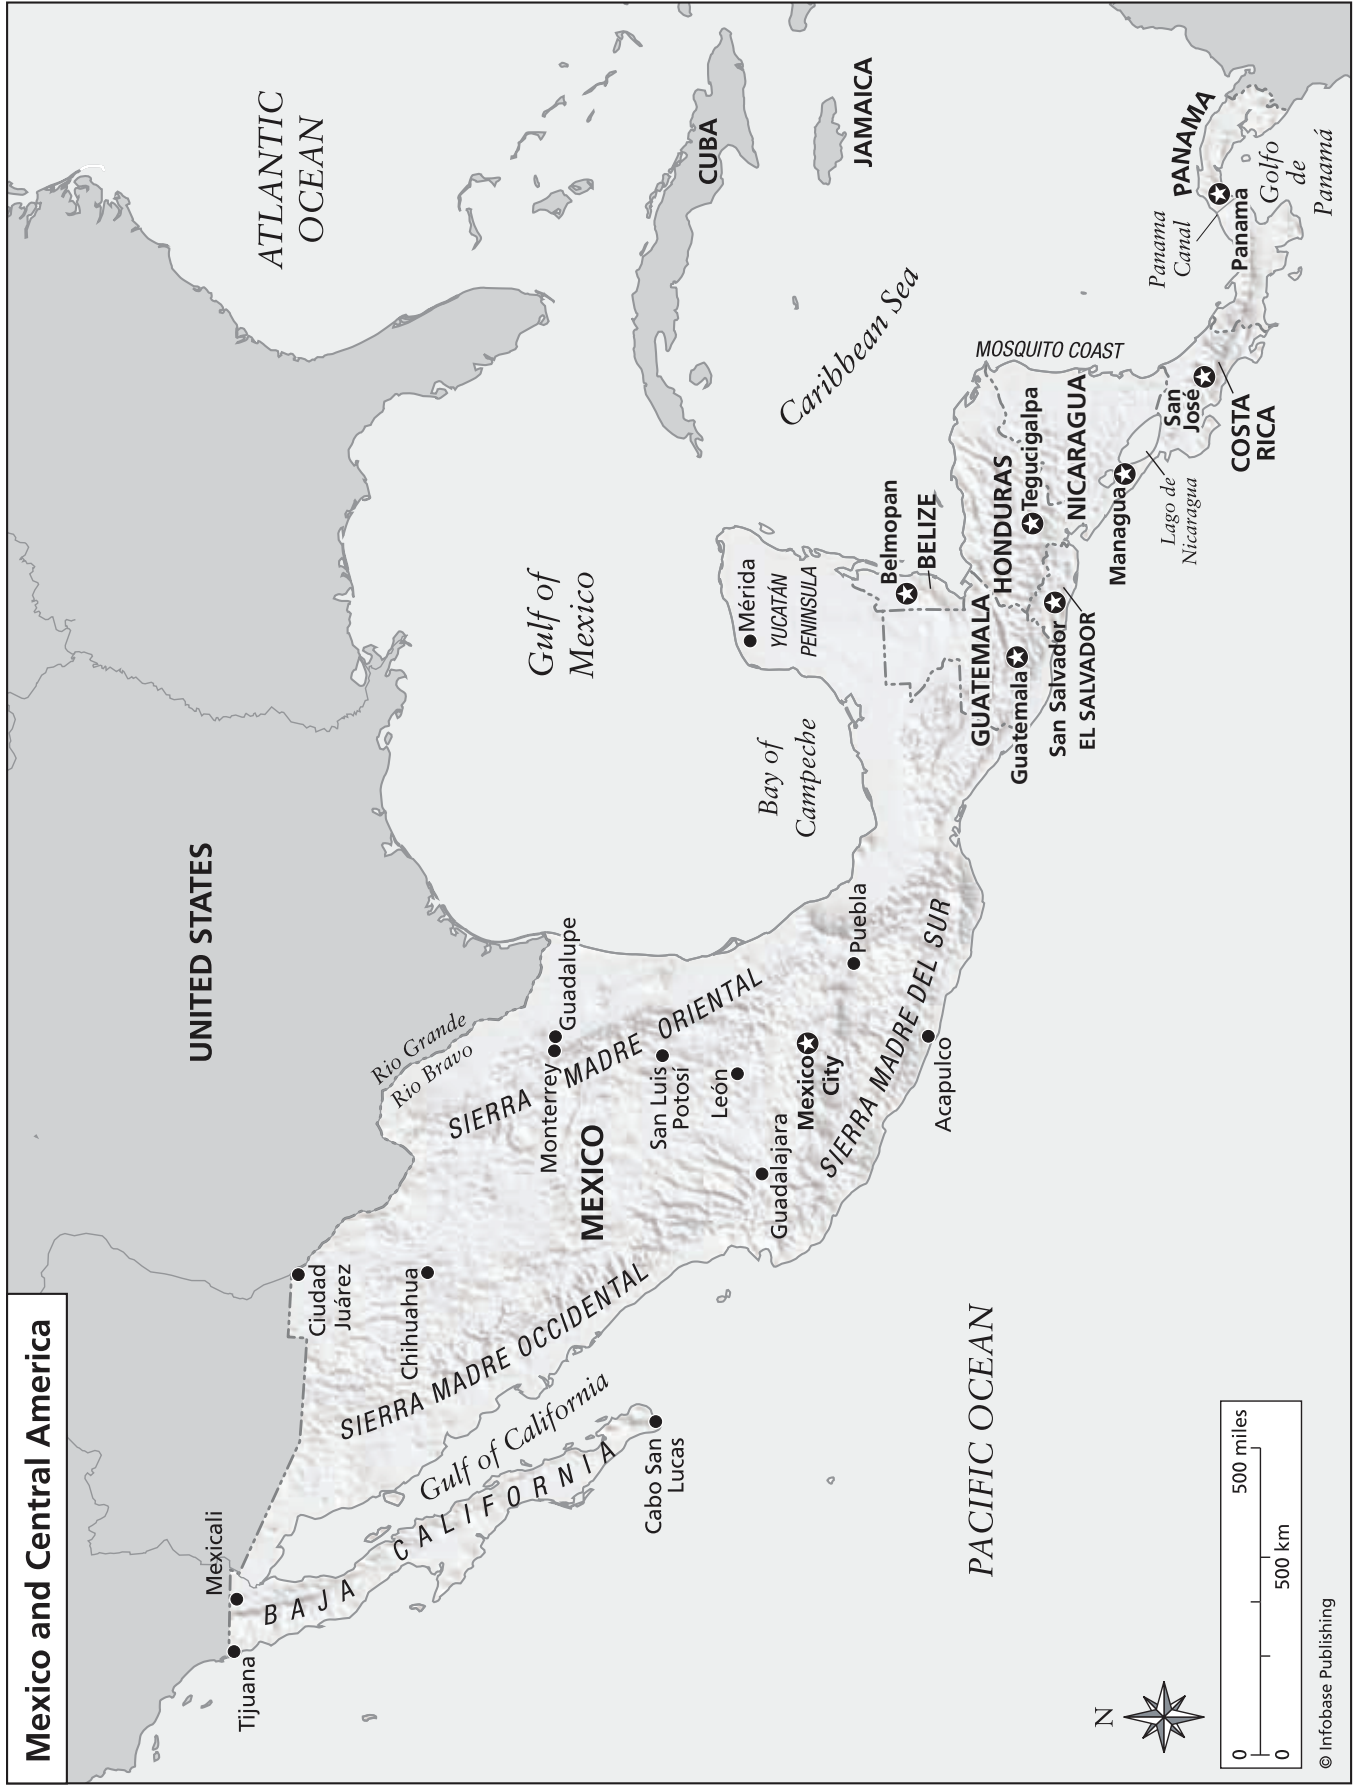 Mexico and Central America
UNITED STATES
ATLANTIC
OCEAN
Tijuana
Mexicali
Ciudad
Juárez
Chihuahua
Rio Grande
Rio Bravo
BAJA CALIFORNIA
Gulf of California
SIERRA MADRE OCCIDENTAL
SIERRA MADRE ORIENTAL
Monterrey
Guadalupe
MEXICO
Cabo San
Lucas
San Luis
Potosí
León
Guadalajara
Mexico
City
Puebla
SIERRA MADRE DEL SUR
Acapulco
Gulf of
Mexico
Bay of
Campeche
Mérida
YUCATÁN
PENINSULA
CUBA
JAMAICA
Caribbean Sea
Belmopan
BELIZE
GUATEMALA
Guatemala
HONDURAS
Tegucigalpa
San Salvador
EL SALVADOR
NICARAGUA
MOSQUITO COAST
Managua
Lago de
Nicaragua
San
José
COSTA
RICA
Panama
Canal
PANAMA
Panama
Golfo
de
Panamá
PACIFIC OCEAN
N
0 500 miles
0 500 km
© Infobase Publishing